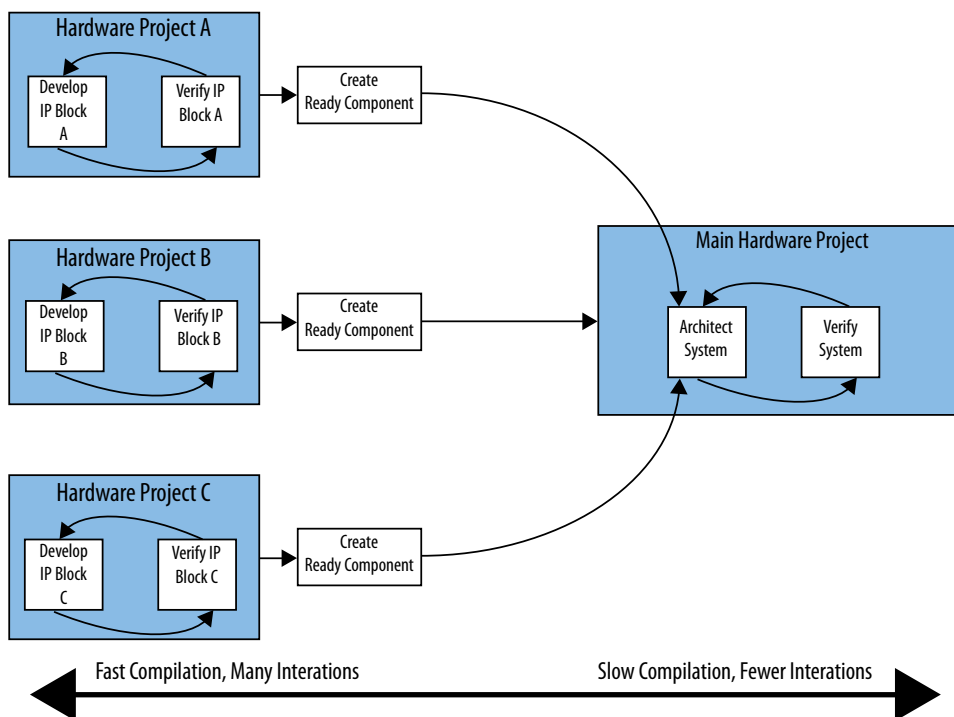 Hardware Project A
Develop
IP Block
A
Verify IP
Block A
Create
Ready Component
Hardware Project B
Develop
IP Block
B
Verify IP
Block B
Create
Ready Component
Main Hardware Project
Architect
System
Verify
System
Hardware Project C
Develop
IP Block
C
Verify IP
Block C
Create
Ready Component
Fast Compilation, Many Interations
Slow Compilation, Fewer Interations